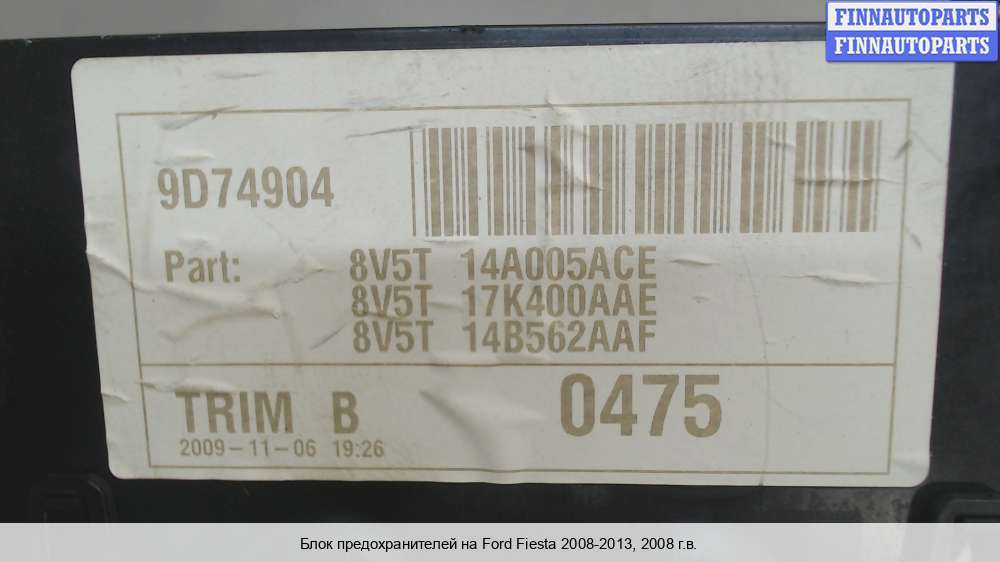 FINNAUTOPARTS
FINNAUTOPARTS
9D74904
Part: 8V5T 14A005ACE
8V5T 17K400AAE
8V5T 14B562AAF
TRIM B 0475
2009-11-06 19:26
Блок предохранителей на Ford Fiesta 2008-2013, 2008 г.в.